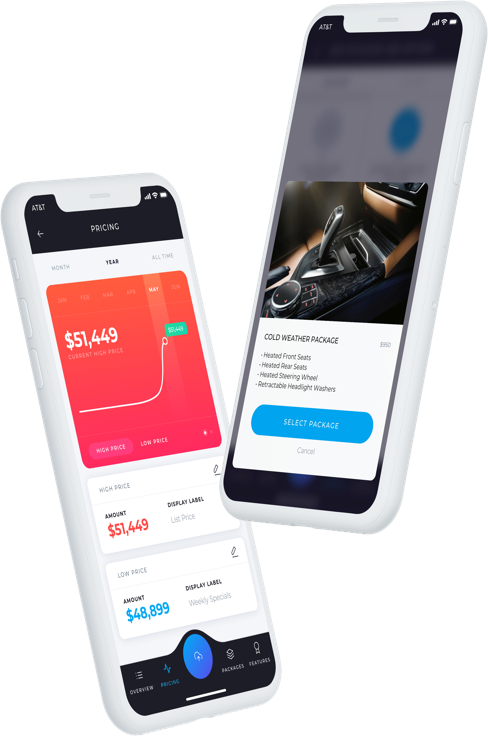 AT&T
PRICING
MONTH YEAR ALL TIME
JAN FEB MAR APR MAY JUN
$51,449
CURRENT HIGH PRICE
$51,449
HIGH PRICE LOW PRICE
HIGH PRICE
AMOUNT DISPLAY LABEL
$51,449 List Price
LOW PRICE
AMOUNT DISPLAY LABEL
$48,899 Weekly Specials
OVERVIEW PRICING PACKAGES FEATURES
AT&T
COLD WEATHER PACKAGE $950
- Heated Front Seats
- Heated Rear Seats
- Heated Steering Wheel
- Retractable Headlight Washers
SELECT PACKAGE
Cancel